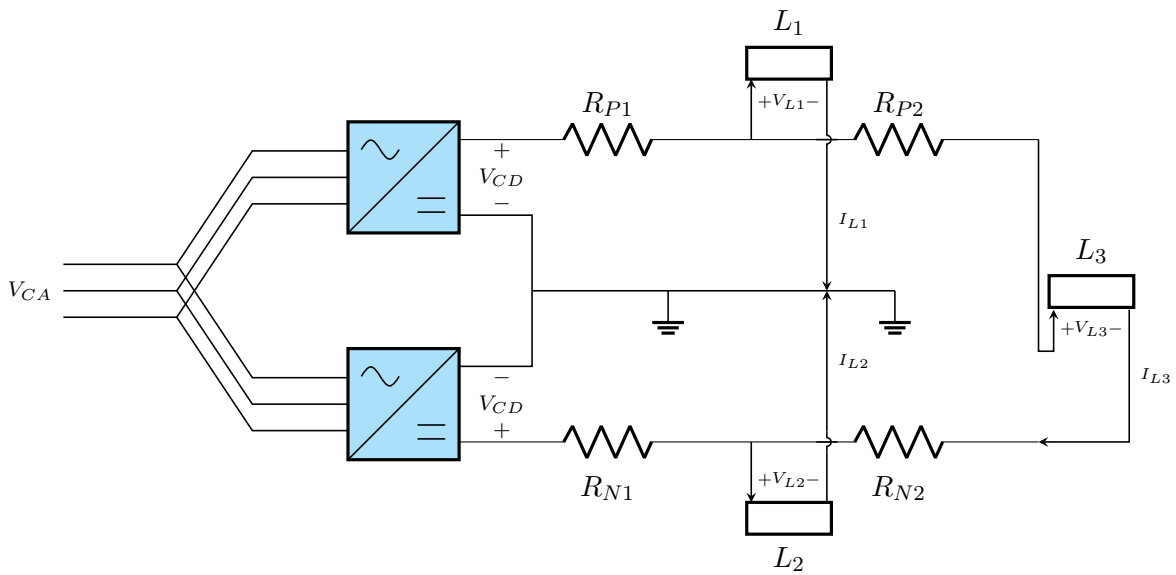 L1
+VL1−
RP1
RP2
+
VCD
−
IL1
L3
VCA
+VL3−
IL2
IL3
−
VCD
+
+VL2−
RN1
RN2
L2